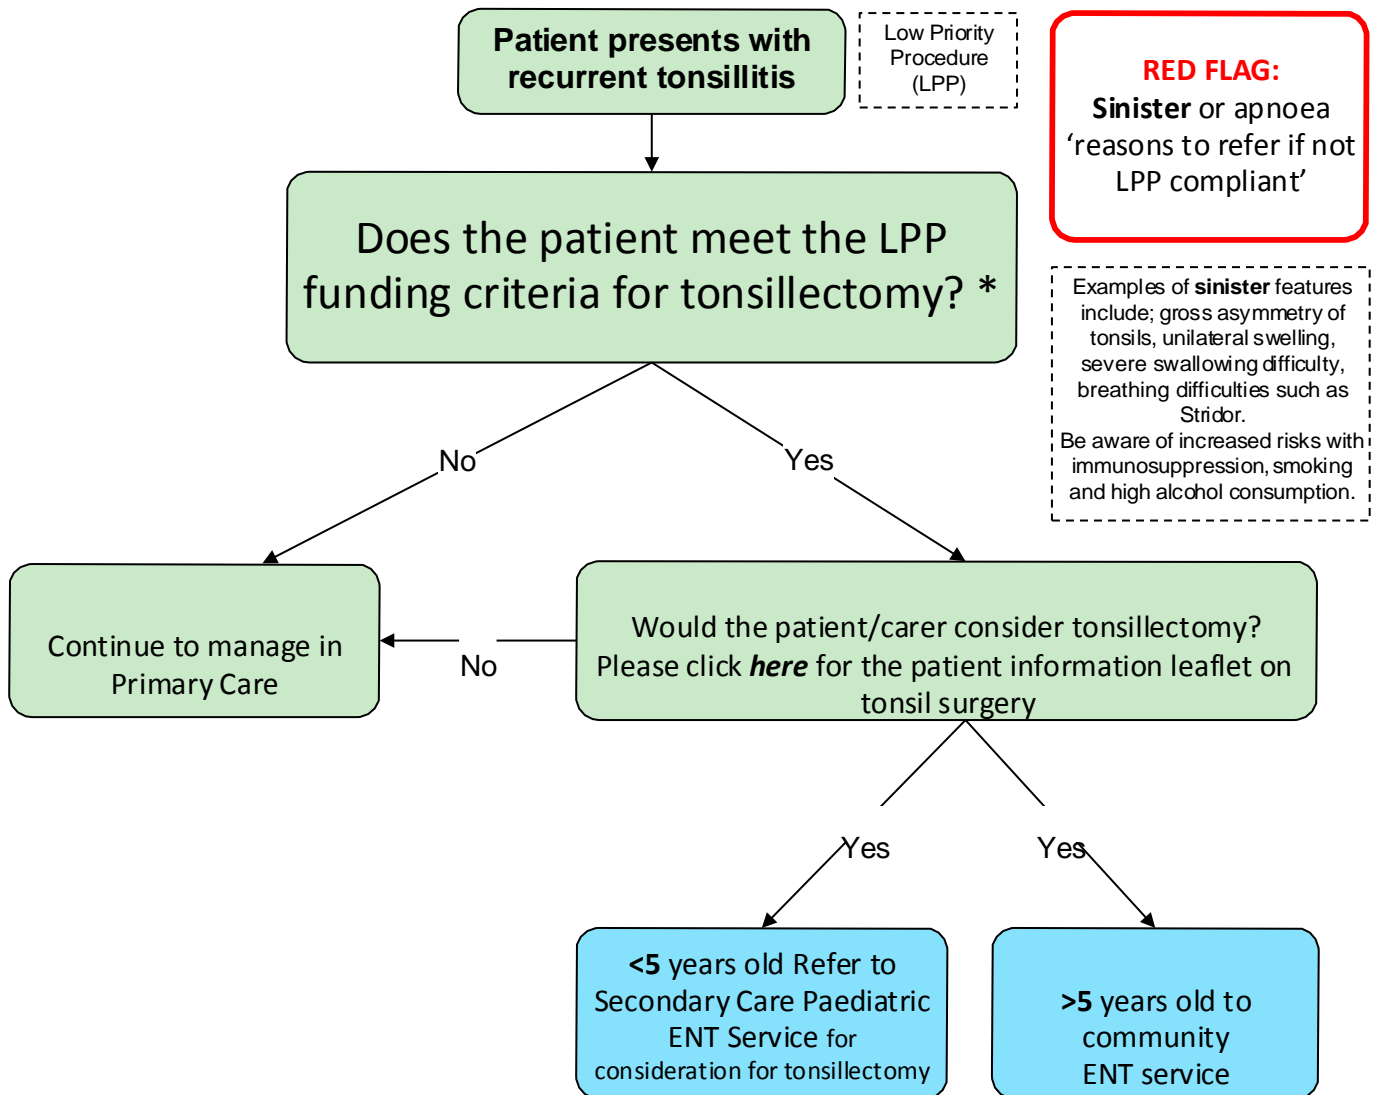 Patient presents with
recurrent tonsillitis
Low Priority
Procedure
(LPP)
RED FLAG:
Sinister or apnoea
‘reasons to refer if not
LPP compliant’
Does the patient meet the LPP
funding criteria for tonsillectomy? *
Examples of sinister features
include; gross asymmetry of
tonsils, unilateral swelling,
severe swallowing difficulty,
breathing difficulties such as
Stridor.
Be aware of increased risks with
immunosuppression, smoking
and high alcohol consumption.
No
Yes
Continue to manage in
Primary Care
No
Would the patient/carer consider tonsillectomy?
Please click here for the patient information leaflet on
tonsil surgery
Yes
Yes
<5 years old Refer to
Secondary Care Paediatric
ENT Service for
consideration for tonsillectomy
>5 years old to
community
ENT service